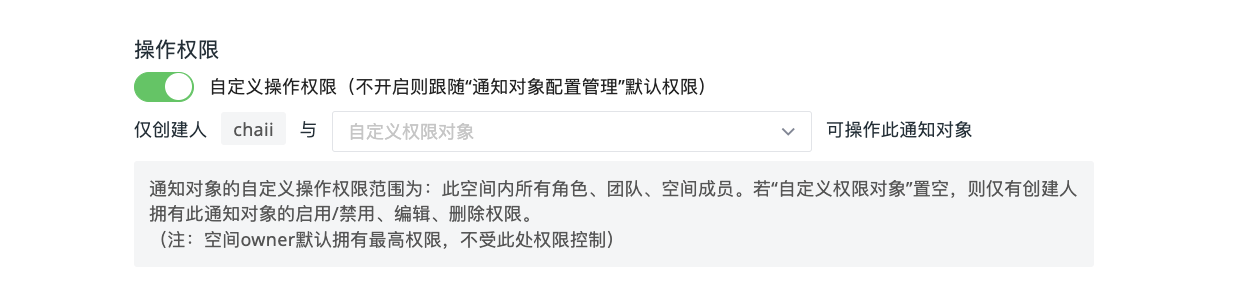 操作权限
自定义操作权限（不开启则跟随“通知对象配置管理”默认权限）
仅创建人 chaii 与 自定义权限对象 可操作此通知对象
通知对象的自定义操作权限范围为：此空间内所有角色、团队、空间成员。若“自定义权限对象”置空，则仅有创建人
拥有此通知对象的启用/禁用、编辑、删除权限。
（注：空间owner默认拥有最高权限，不受此处权限控制）